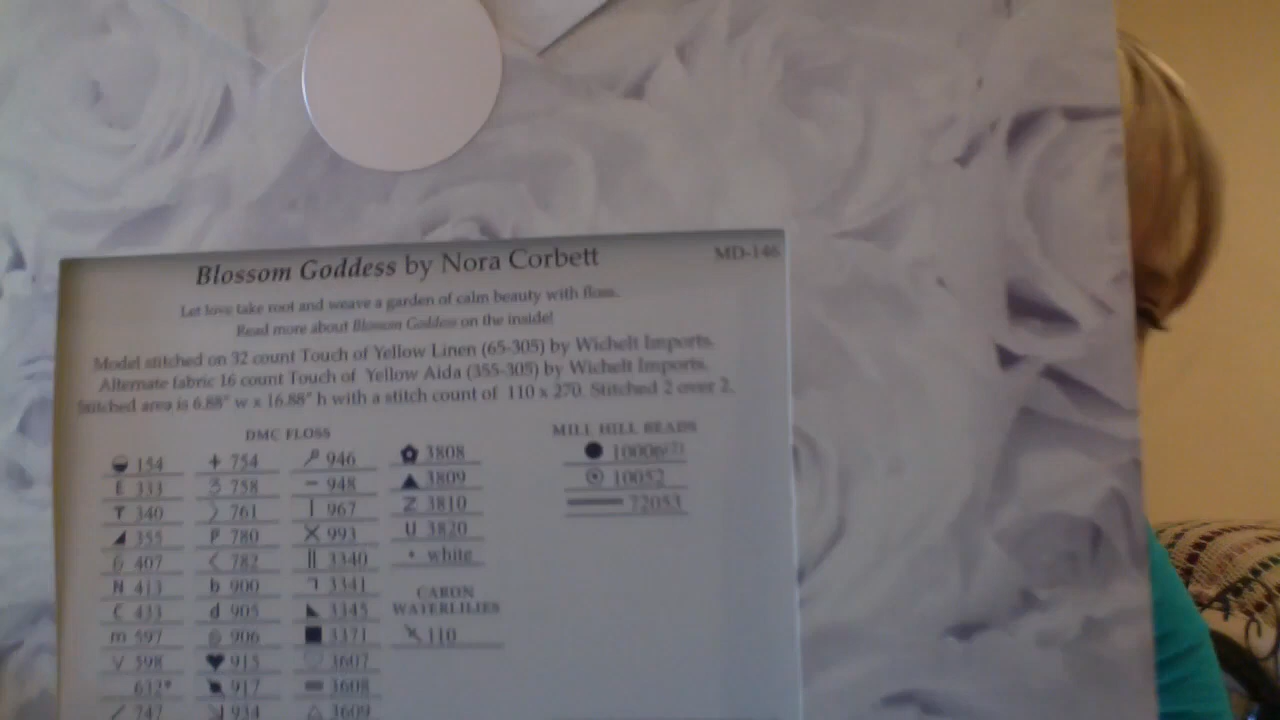 Blossom Goddess by Nora Corbett
MD-146
Let love take root and weave a garden of calm beauty with floss.
Read more about Blossom Goddess on the inside!
Model stitched on 32 count Touch of Yellow Linen (65-305) by Wichelt Imports.
Alternate fabric 16 count Touch of Yellow Aida (355-305) by Wichelt Imports.
Stitched area is 6.88" w x 16.88" h with a stitch count of 110 x 270. Stitched 2 over 2.
DMC FLOSS
154
E 333
T 340
355
6 407
N 413
C 433
m 597
V 598
632*
/ 747
+ 754
3 758
> 761
P 780
< 782
b 900
d 905
906
♥ 915
917
934
946
− 948
| 967
X 993
|| 3340
3341
3345
■ 3371
3607
3608
△ 3609
3808
▲ 3809
Z 3810
U 3820
• white
CARON
WATERLILIES
110
MILL HILL BEADS
●
10052
72053